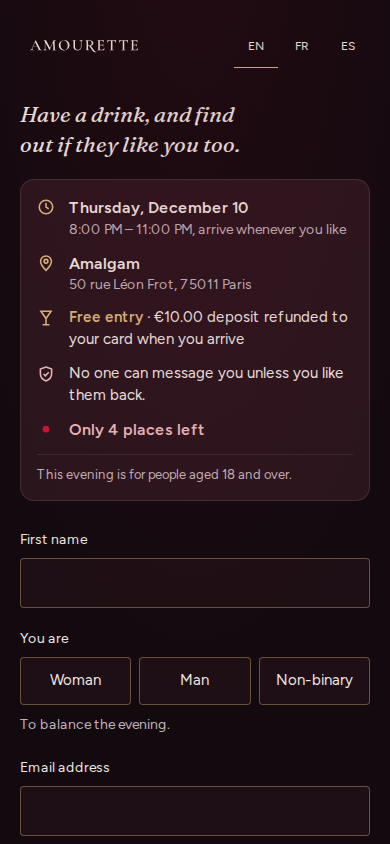 AMOURETTE
EN FR ES
Have a drink, and find
out if they like you too.
Thursday, December 10
8:00 PM – 11:00 PM, arrive whenever you like
Amalgam
50 rue Léon Frot, 75011 Paris
Free entry · €10.00 deposit refunded to
your card when you arrive
No one can message you unless you like
them back.
Only 4 places left
This evening is for people aged 18 and over.
First name
You are
Woman Man Non-binary
To balance the evening.
Email address